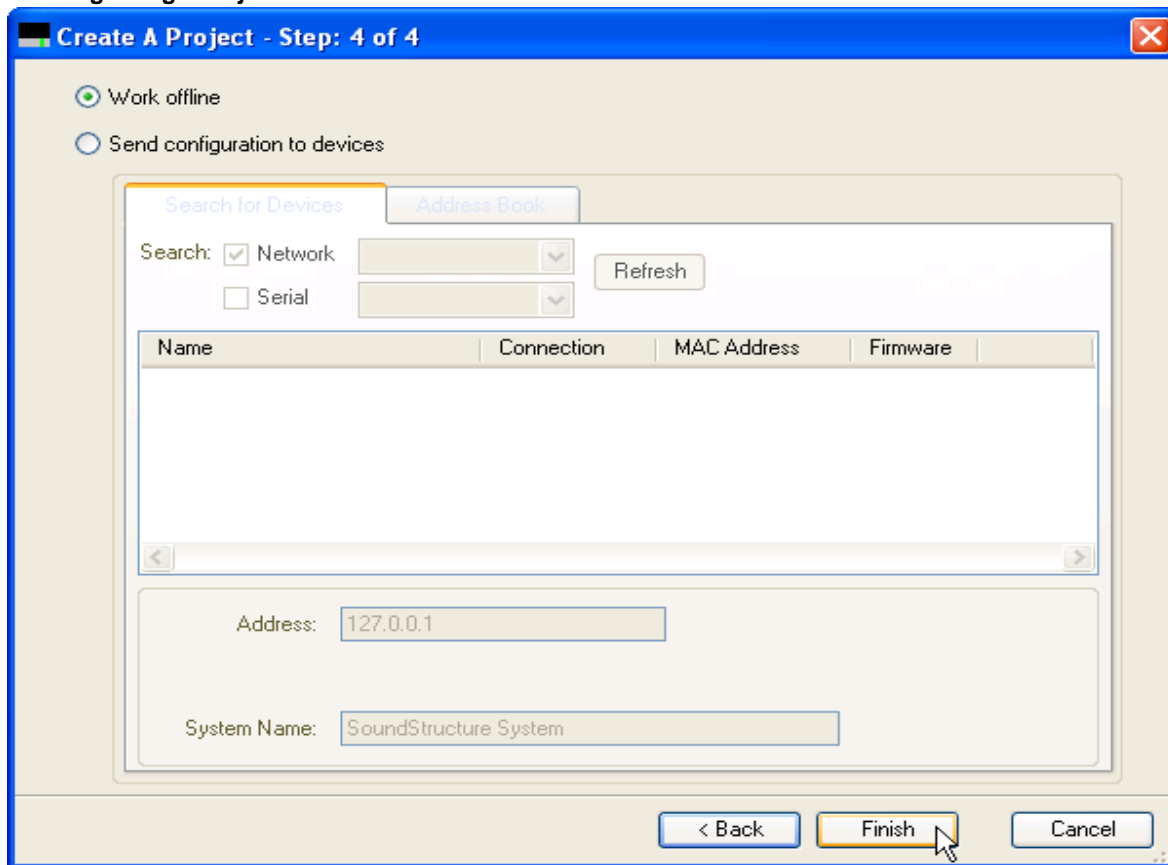 Create A Project - Step: 4 of 4
Work offline
Send configuration to devices
Search for Devices Address Book
Search: Network Refresh
Serial
Name Connection MAC Address Firmware
Address: 127.0.0.1
System Name: SoundStructure System
< Back Finish Cancel